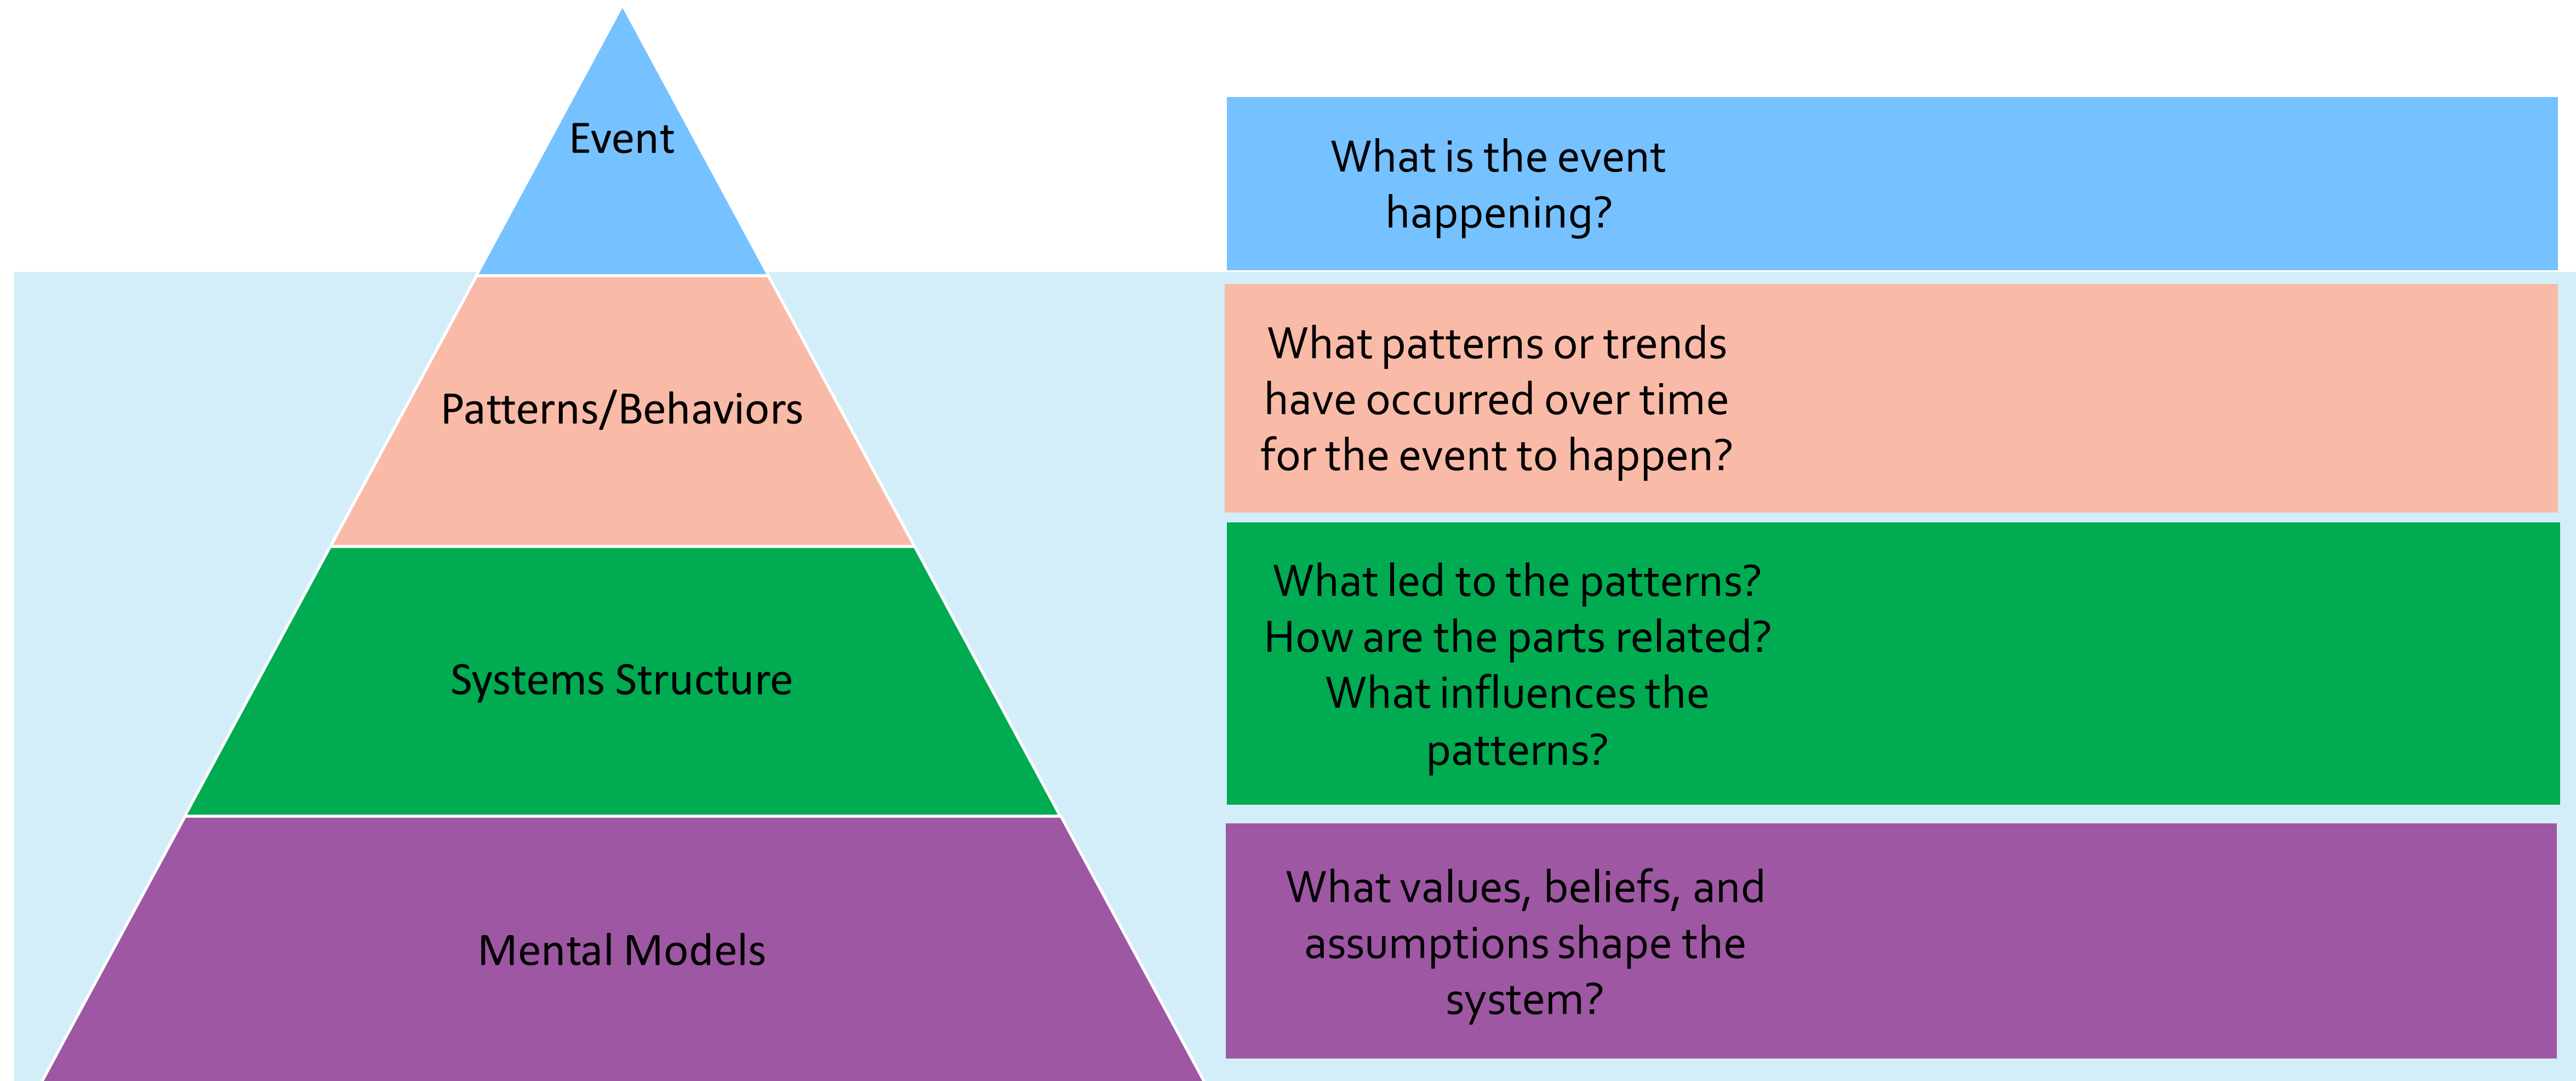 Event
What is the event
happening?
Patterns/Behaviors
What patterns or trends
have occurred over time
for the event to happen?
Systems Structure
What led to the patterns?
How are the parts related?
What influences the
patterns?
Mental Models
What values, beliefs, and
assumptions shape the
system?